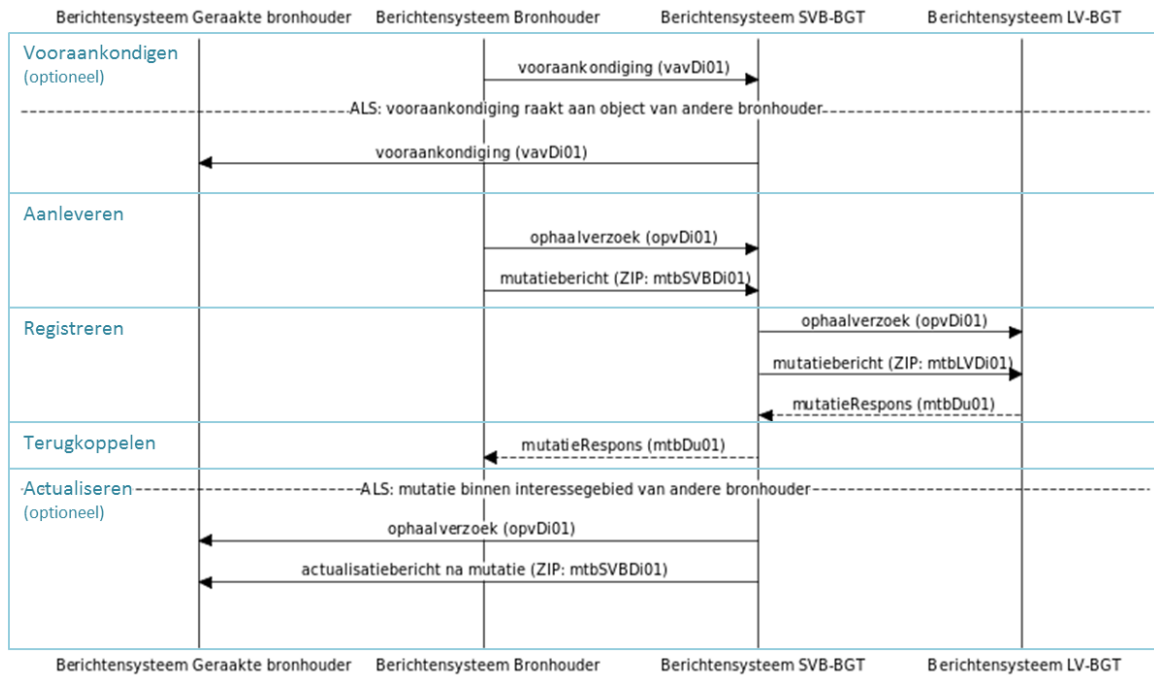 Berichtensysteem Geraakte bronhouder
Berichtensysteem Bronhouder
Berichtensysteem SVB-BGT
Berichtensysteem LV-BGT
Vooraankondigen
(optioneel)
vooraankondiging (vavDi01)
ALS: vooraankondiging raakt aan object van andere bronhouder
vooraankondiging (vavDi01)
Aanleveren
ophaalverzoek (opvDi01)
mutatiebericht (ZIP: mtbSVBDi01)
Registreren
ophaalverzoek (opvDi01)
mutatiebericht (ZIP: mtbLVDi01)
mutatieRespons (mtbDu01)
Terugkoppelen
mutatieRespons (mtbDu01)
Actualiseren
(optioneel)
ALS: mutatie binnen interessegebied van andere bronhouder
ophaalverzoek (opvDi01)
actualisatiebericht na mutatie (ZIP: mtbSVBDi01)
Berichtensysteem Geraakte bronhouder
Berichtensysteem Bronhouder
Berichtensysteem SVB-BGT
Berichtensysteem LV-BGT